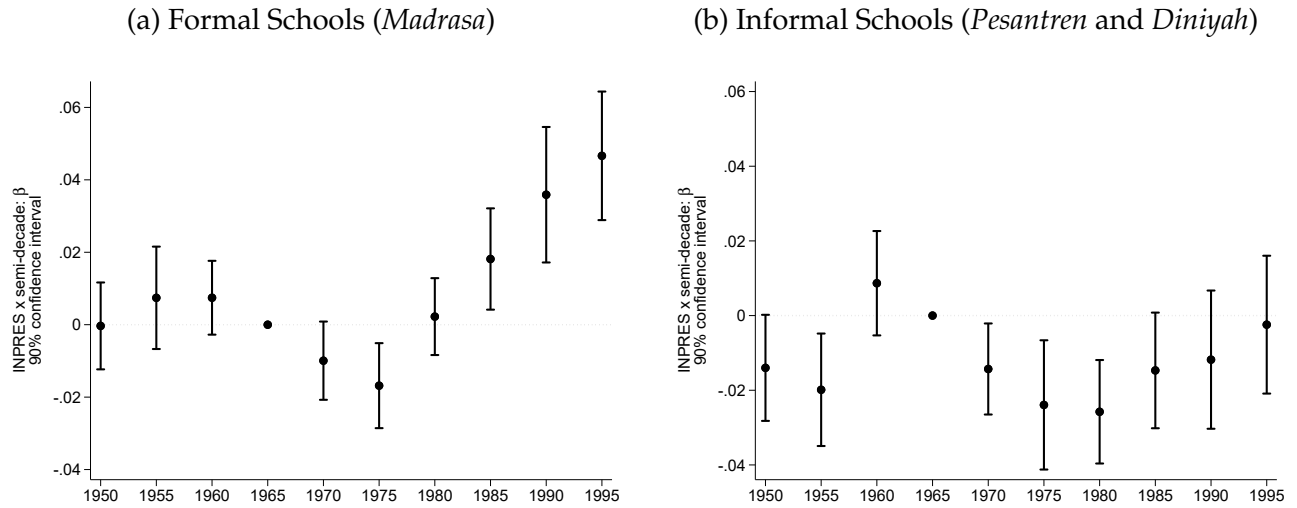 (a) Formal Schools (Madrasa)
.06
.04
.02
0
-.02
-.04
INPRES x semi-decade: β
90% confidence interval
1950 1955 1960 1965 1970 1975 1980 1985 1990 1995
(b) Informal Schools (Pesantren and Diniyah)
.06
.04
.02
0
-.02
-.04
INPRES x semi-decade: β
90% confidence interval
1950 1955 1960 1965 1970 1975 1980 1985 1990 1995